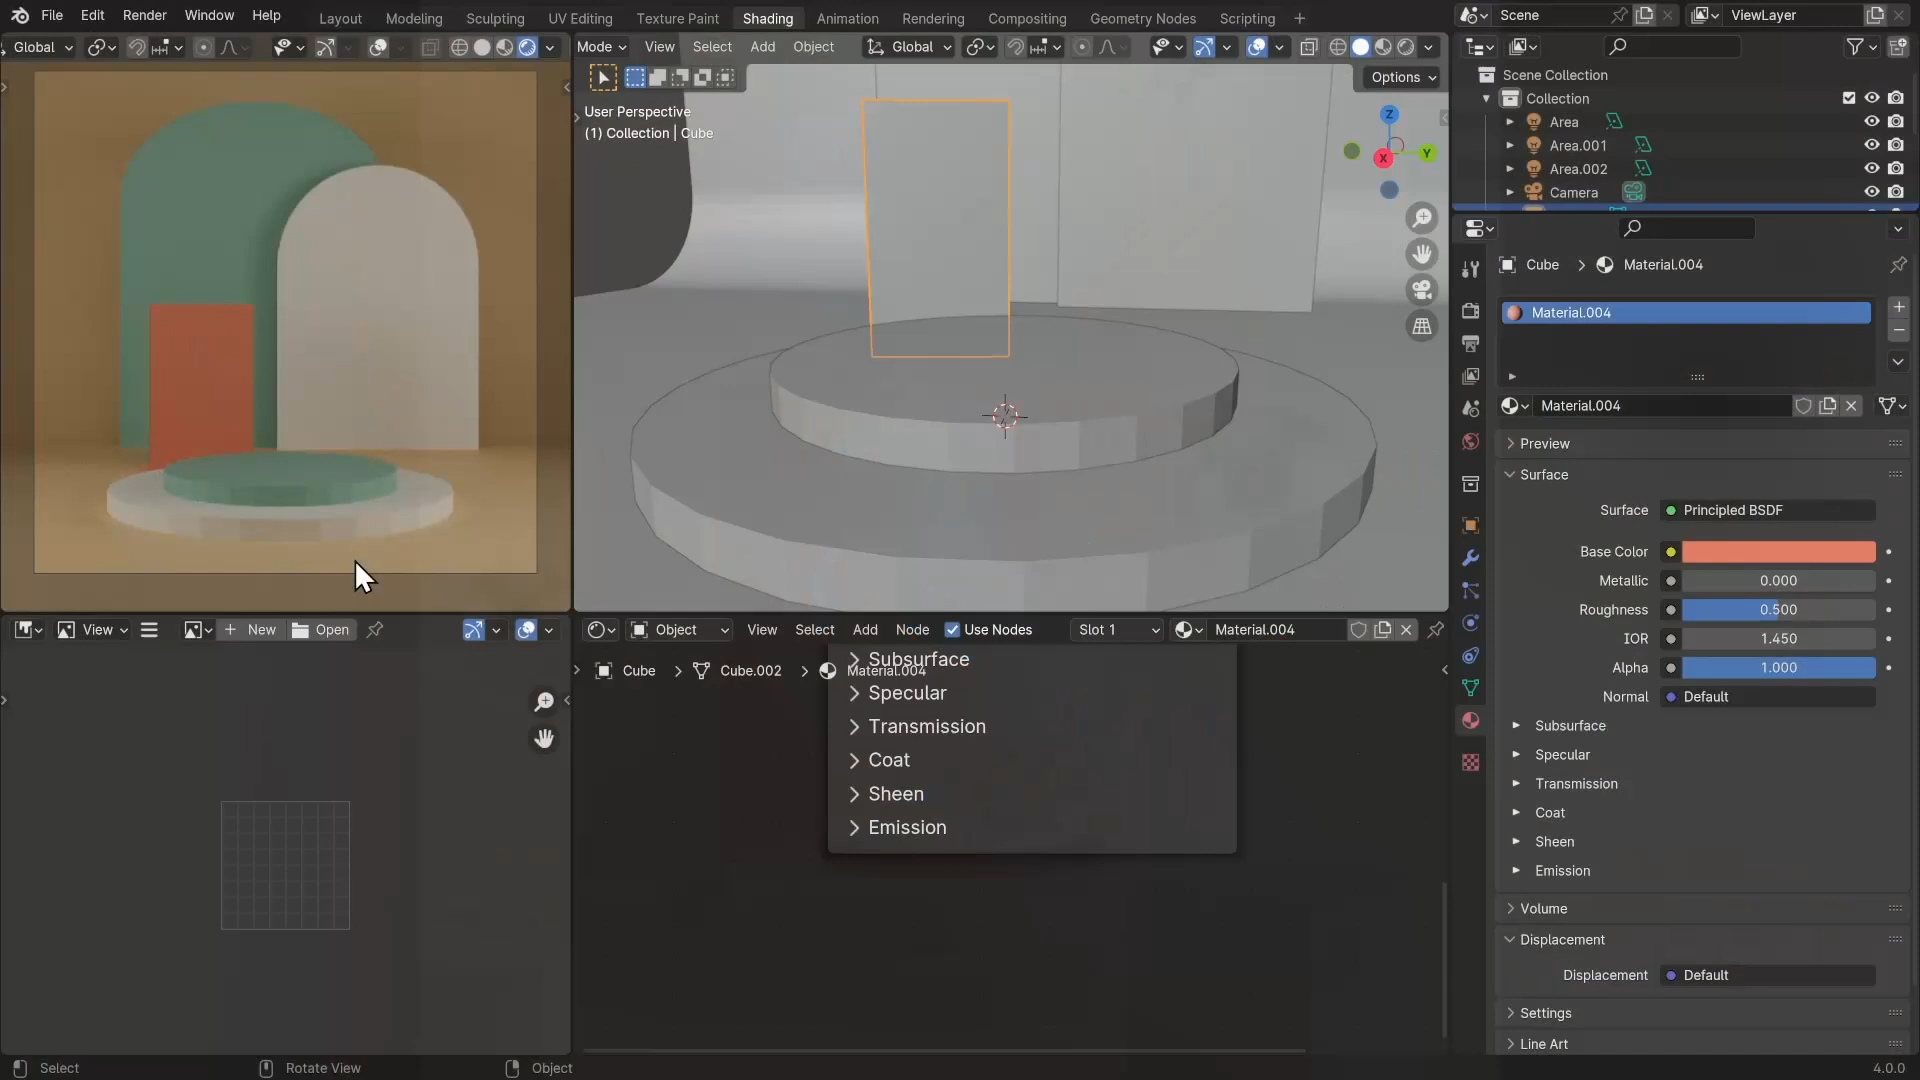 File Edit Render Window Help
Layout Modeling Sculpting UV Editing Texture Paint Shading Animation Rendering Compositing Geometry Nodes Scripting
Scene
ViewLayer
Global
Mode View Select Add Object
Global
Options
User Perspective
(1) Collection | Cube
Z
Y
X
Scene Collection
Collection
Area
Area.001
Area.002
Camera
Cube > Material.004
Material.004
Material.004
Preview
Surface
Surface Principled BSDF
Base Color
Metallic 0.000
Roughness 0.500
IOR 1.450
Alpha 1.000
Normal Default
Subsurface
Specular
Transmission
Coat
Sheen
Emission
Volume
Displacement
Displacement Default
Settings
Line Art
View
New
Open
Object View Select Add Node Use Nodes Slot 1 Material.004
Cube > Cube.002 > Material.004
Subsurface
Specular
Transmission
Coat
Sheen
Emission
Select
Rotate View
Object
4.0.0